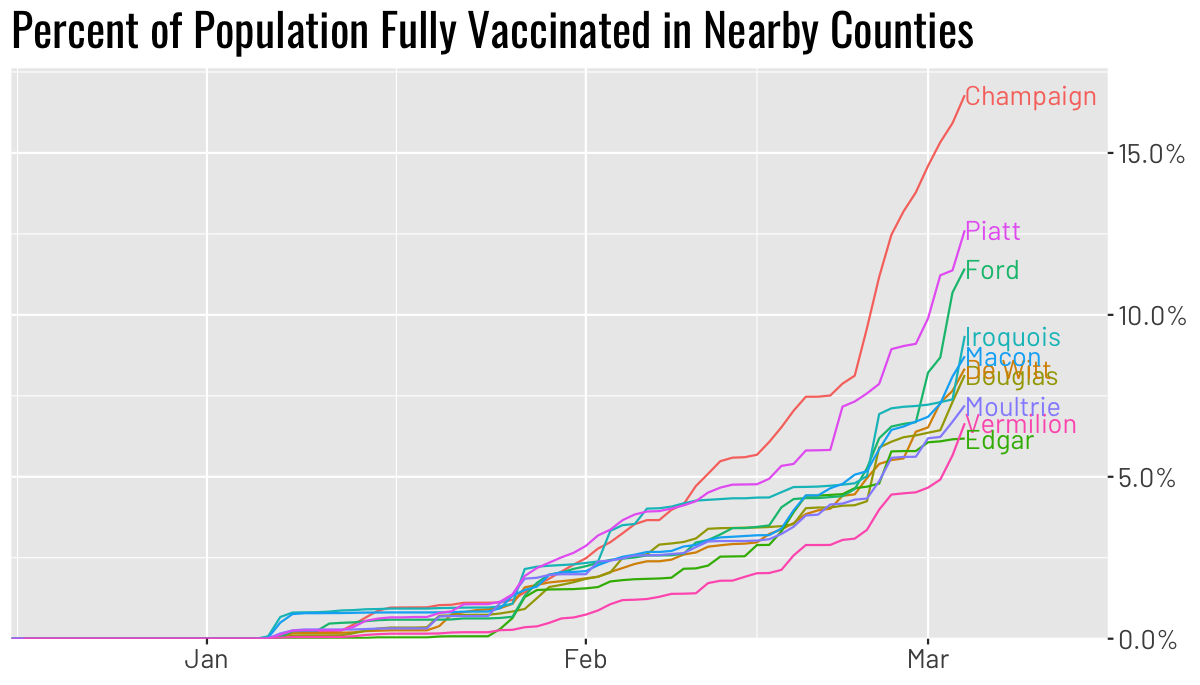 Percent of Population Fully Vaccinated in Nearby Counties
Champaign
15.0%
Piatt
Ford
10.0%
Iroquois
Macon
De Witt
Douglas
Moultrie
Vermilion
Edgar
5.0%
0.0%
Jan Feb Mar